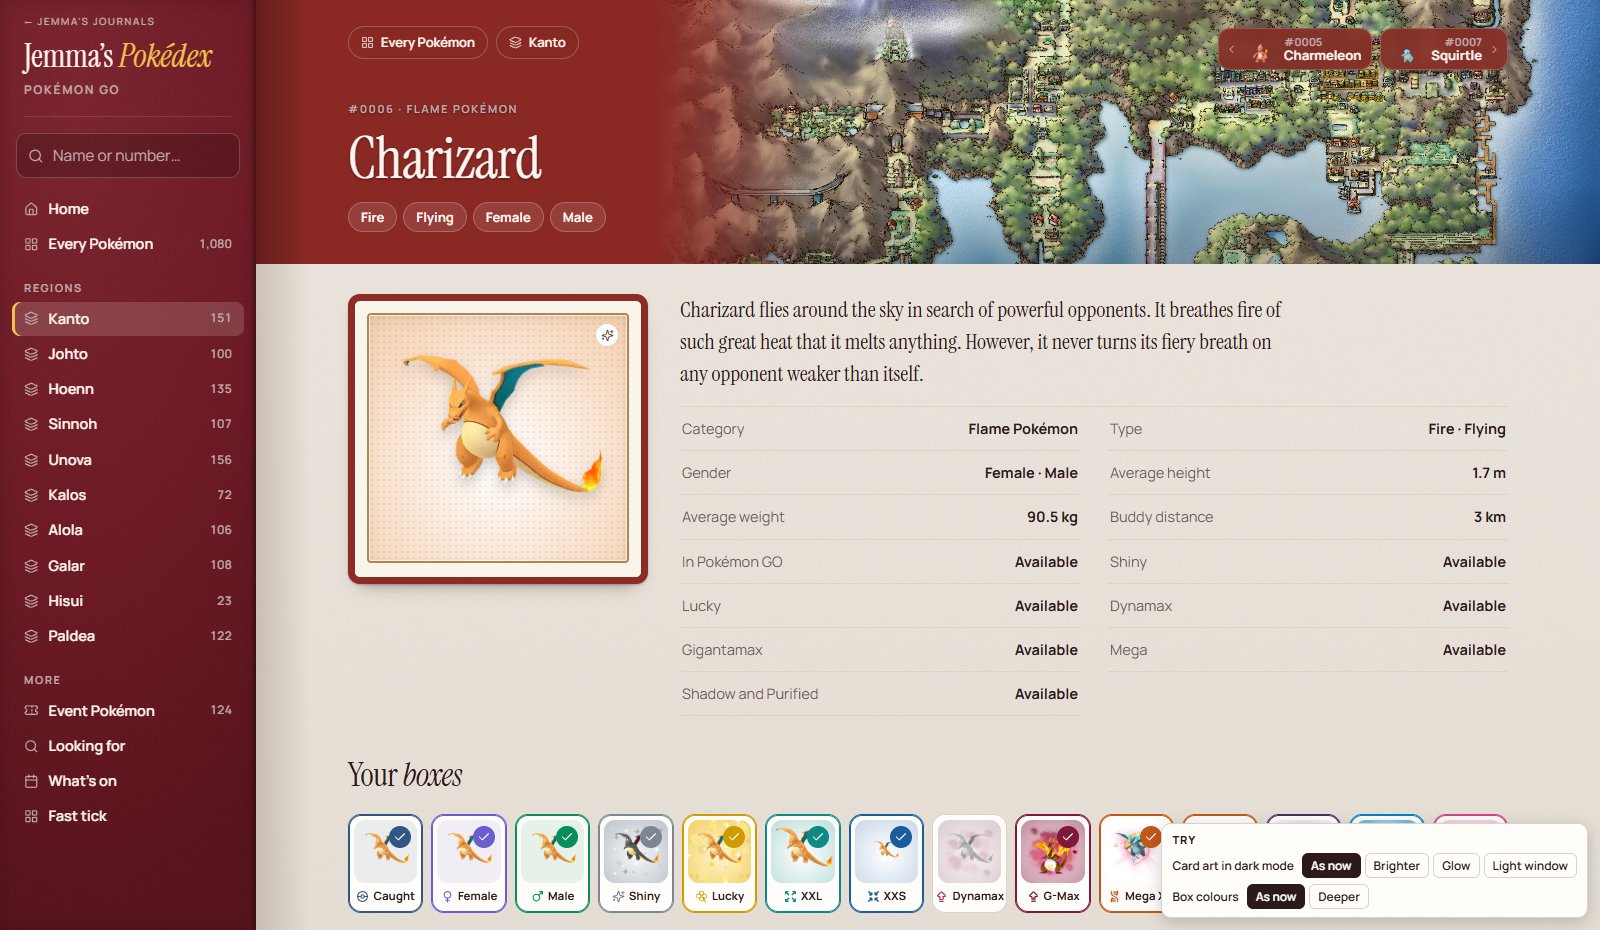 ← JEMMA'S JOURNALS
Jemma's Pokédex
POKÉMON GO
Name or number...
Home
Every Pokémon 1,080
REGIONS
Kanto 151
Johto 100
Hoenn 135
Sinnoh 107
Unova 156
Kalos 72
Alola 106
Galar 108
Hisui 23
Paldea 122
MORE
Event Pokémon 124
Looking for
What's on
Fast tick
Every Pokémon Kanto
#0005 Charmeleon
#0007 Squirtle
#0006 · FLAME POKÉMON
Charizard
Fire Flying Female Male
Charizard flies around the sky in search of powerful opponents. It breathes fire of
such great heat that it melts anything. However, it never turns its fiery breath on
any opponent weaker than itself.
Category Flame Pokémon Type Fire · Flying
Gender Female · Male Average height 1.7 m
Average weight 90.5 kg Buddy distance 3 km
In Pokémon GO Available Shiny Available
Lucky Available Dynamax Available
Gigantamax Available Mega Available
Shadow and Purified Available
Your boxes
Caught Female Male Shiny Lucky XXL XXS Dynamax G-Max Mega
TRY
Card art in dark mode As now Brighter Glow Light window
Box colours As now Deeper